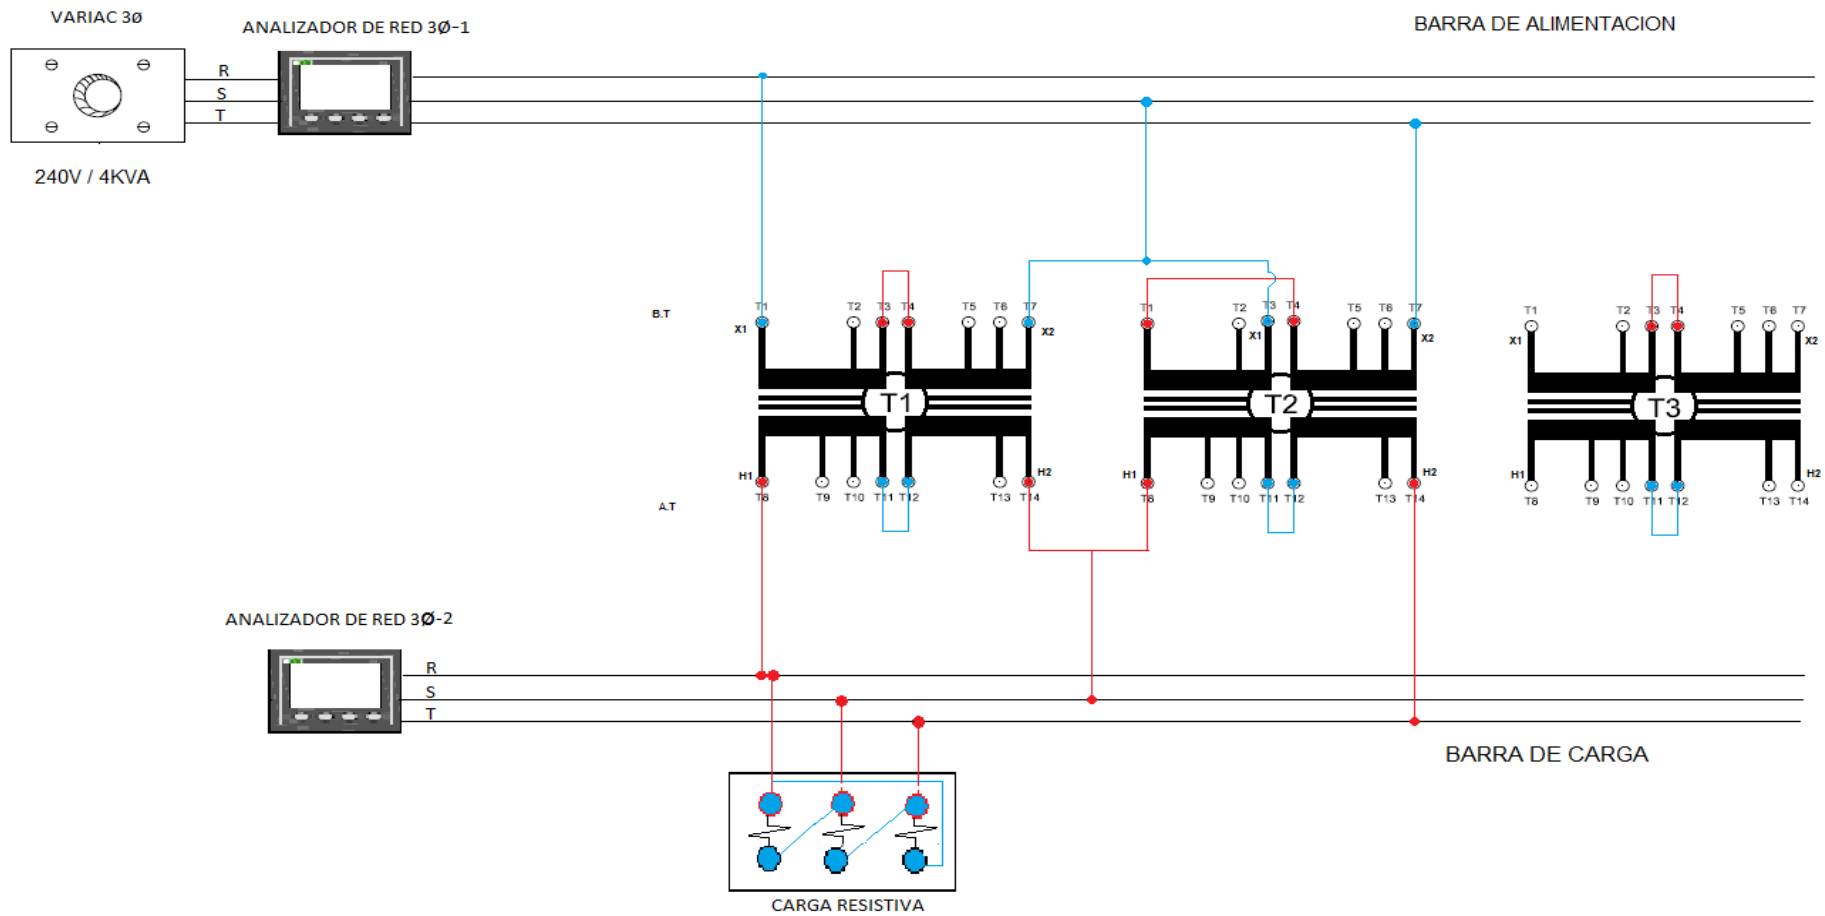 VARIAC 3ø
ANALIZADOR DE RED 3Ø-1
BARRA DE ALIMENTACION
R
S
T
240V / 4KVA
B.T
T1 T2 T3 T4 T5 T6 T7
X1 X2
T1
H1 H2
T8 T9 T10 T11 T12 T13 T14
A.T
T1 T2 T3 T4 T5 T6 T7
X1 X2
T2
H1 H2
T8 T9 T10 T11 T12 T13 T14
T1 T2 T3 T4 T5 T6 T7
X1 X2
T3
H1 H2
T8 T9 T10 T11 T12 T13 T14
ANALIZADOR DE RED 3Ø-2
R
S
T
BARRA DE CARGA
CARGA RESISTIVA